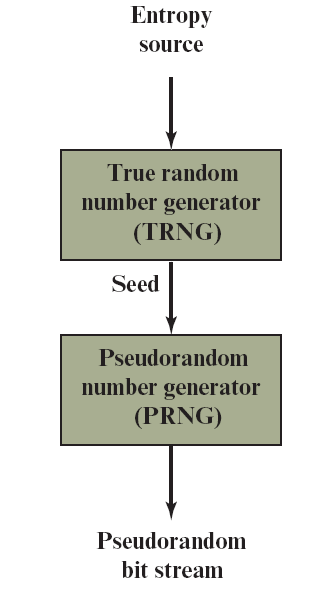 Entropy
source
True random
number generator
(TRNG)
Seed
Pseudorandom
number generator
(PRNG)
Pseudorandom
bit stream